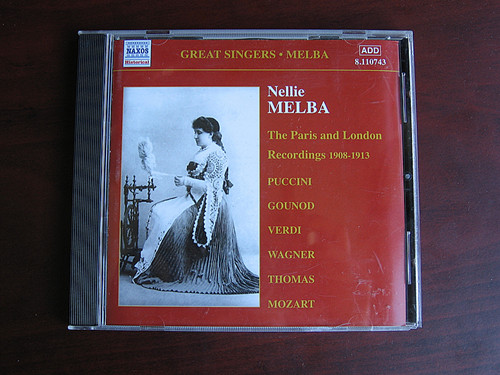 NAXOS
Historical
GREAT SINGERS • MELBA
ADD
8.110743
Nellie
MELBA
The Paris and London
Recordings 1908-1913
PUCCINI
GOUNOD
VERDI
WAGNER
THOMAS
MOZART